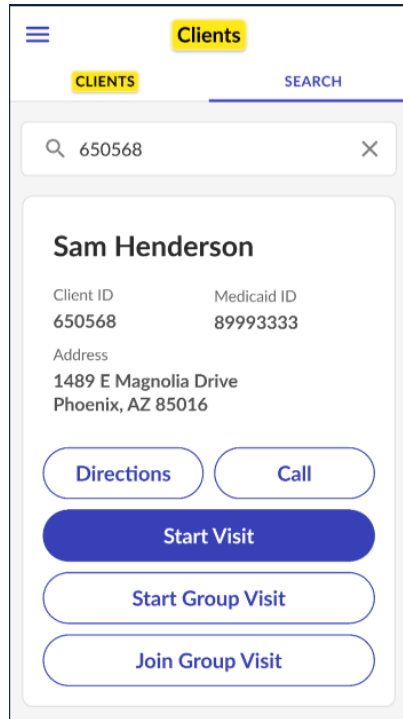 Clients
CLIENTS SEARCH
650568
Sam Henderson
Client ID Medicaid ID
650568 89993333
Address
1489 E Magnolia Drive
Phoenix, AZ 85016
Directions Call
Start Visit
Start Group Visit
Join Group Visit